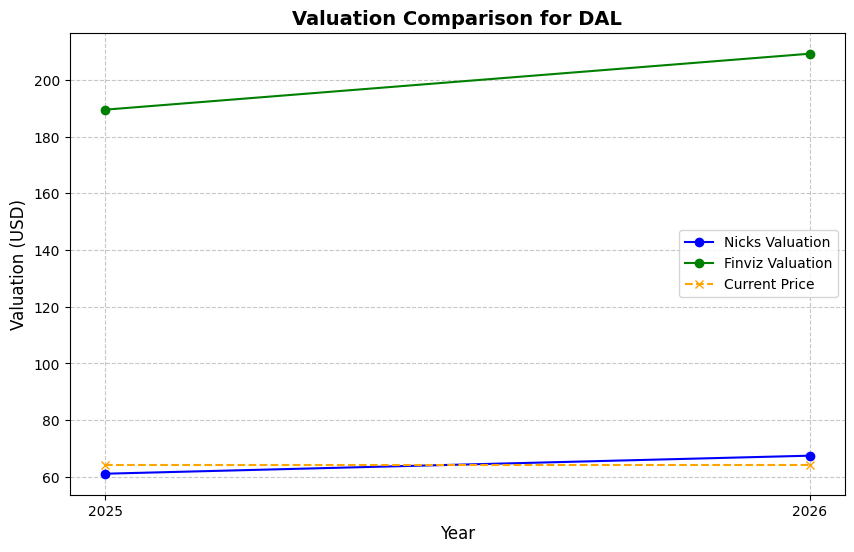 Valuation Comparison for DAL
Valuation (USD)
200
180
160
140
120
100
80
60
Nicks Valuation
Finviz Valuation
Current Price
2025
2026
Year